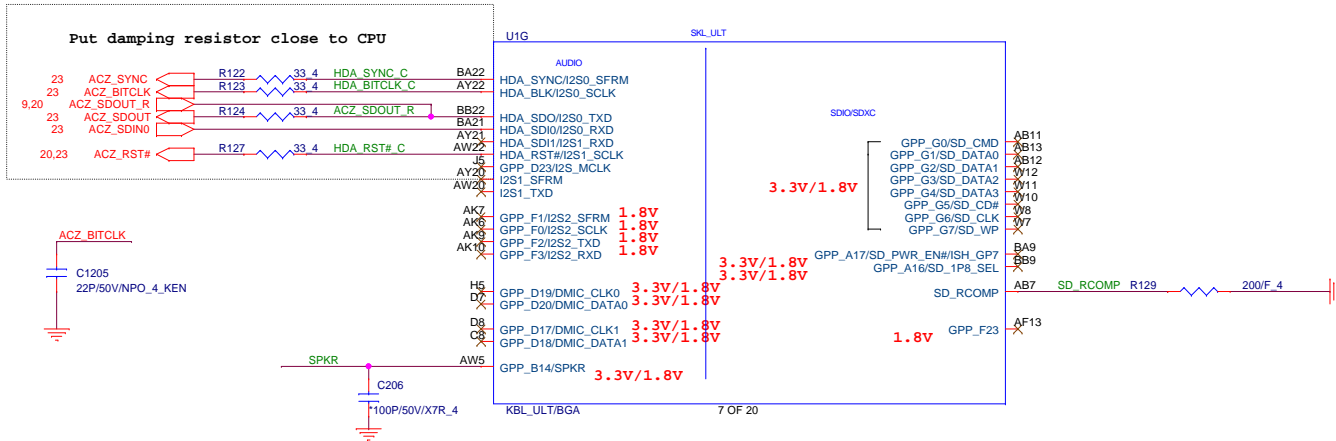 Put damping resistor close to CPU
U1G
SKL_ULT
AUDIO
SDIO/SDXC
23 ACZ_SYNC R122 33_4 HDA_SYNC_C BA22 HDA_SYNC/I2S0_SFRM
23 ACZ_BITCLK R123 33_4 HDA_BITCLK_C AY22 HDA_BLK/I2S0_SCLK
9,20 ACZ_SDOUT_R
23 ACZ_SDOUT R124 33_4 ACZ_SDOUT_R BB22 HDA_SDO/I2S0_TXD
23 ACZ_SDIN0 BA21 HDA_SDI0/I2S0_RXD
AY21 HDA_SDI1/I2S1_RXD
20,23 ACZ_RST# R127 33_4 HDA_RST#_C AW22 HDA_RST#/I2S1_SCLK
J5 GPP_D23/I2S_MCLK
AY20 I2S1_SFRM
AW20 I2S1_TXD
AK7 GPP_F1/I2S2_SFRM 1.8V
AK6 GPP_F0/I2S2_SCLK 1.8V
AK9 GPP_F2/I2S2_TXD 1.8V
AK10 GPP_F3/I2S2_RXD 1.8V
H5 GPP_D19/DMIC_CLK0 3.3V/1.8V
D7 GPP_D20/DMIC_DATA0 3.3V/1.8V
D8 GPP_D17/DMIC_CLK1 3.3V/1.8V
C8 GPP_D18/DMIC_DATA1 3.3V/1.8V
SPKR AW5 GPP_B14/SPKR 3.3V/1.8V
GPP_G0/SD_CMD AB11
GPP_G1/SD_DATA0 AB13
GPP_G2/SD_DATA1 AB12
GPP_G3/SD_DATA2 W12
GPP_G4/SD_DATA3 W11
GPP_G5/SD_CD# W10
GPP_G6/SD_CLK W8
GPP_G7/SD_WP W7
3.3V/1.8V
3.3V/1.8V GPP_A17/SD_PWR_EN#/ISH_GP7 BA9
3.3V/1.8V GPP_A16/SD_1P8_SEL BB9
SD_RCOMP AB7 SD_RCOMP R129 200/F_4
1.8V GPP_F23 AF13
ACZ_BITCLK
C1205
22P/50V/NPO_4_KEN
C206
*100P/50V/X7R_4
KBL_ULT/BGA
7 OF 20